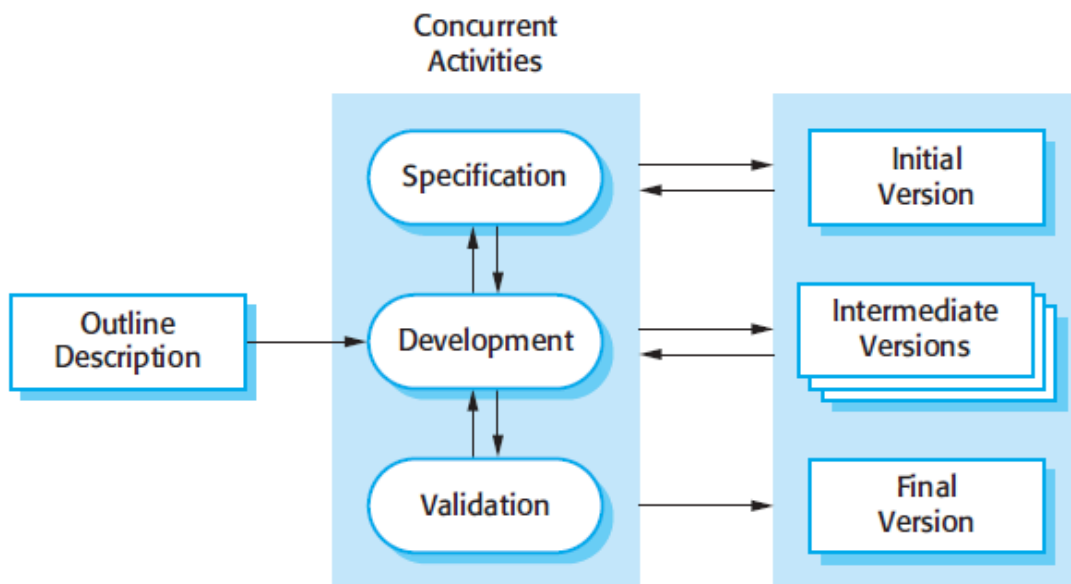 Concurrent
Activities
Specification
Initial
Version
Outline
Description
Development
Intermediate
Versions
Validation
Final
Version